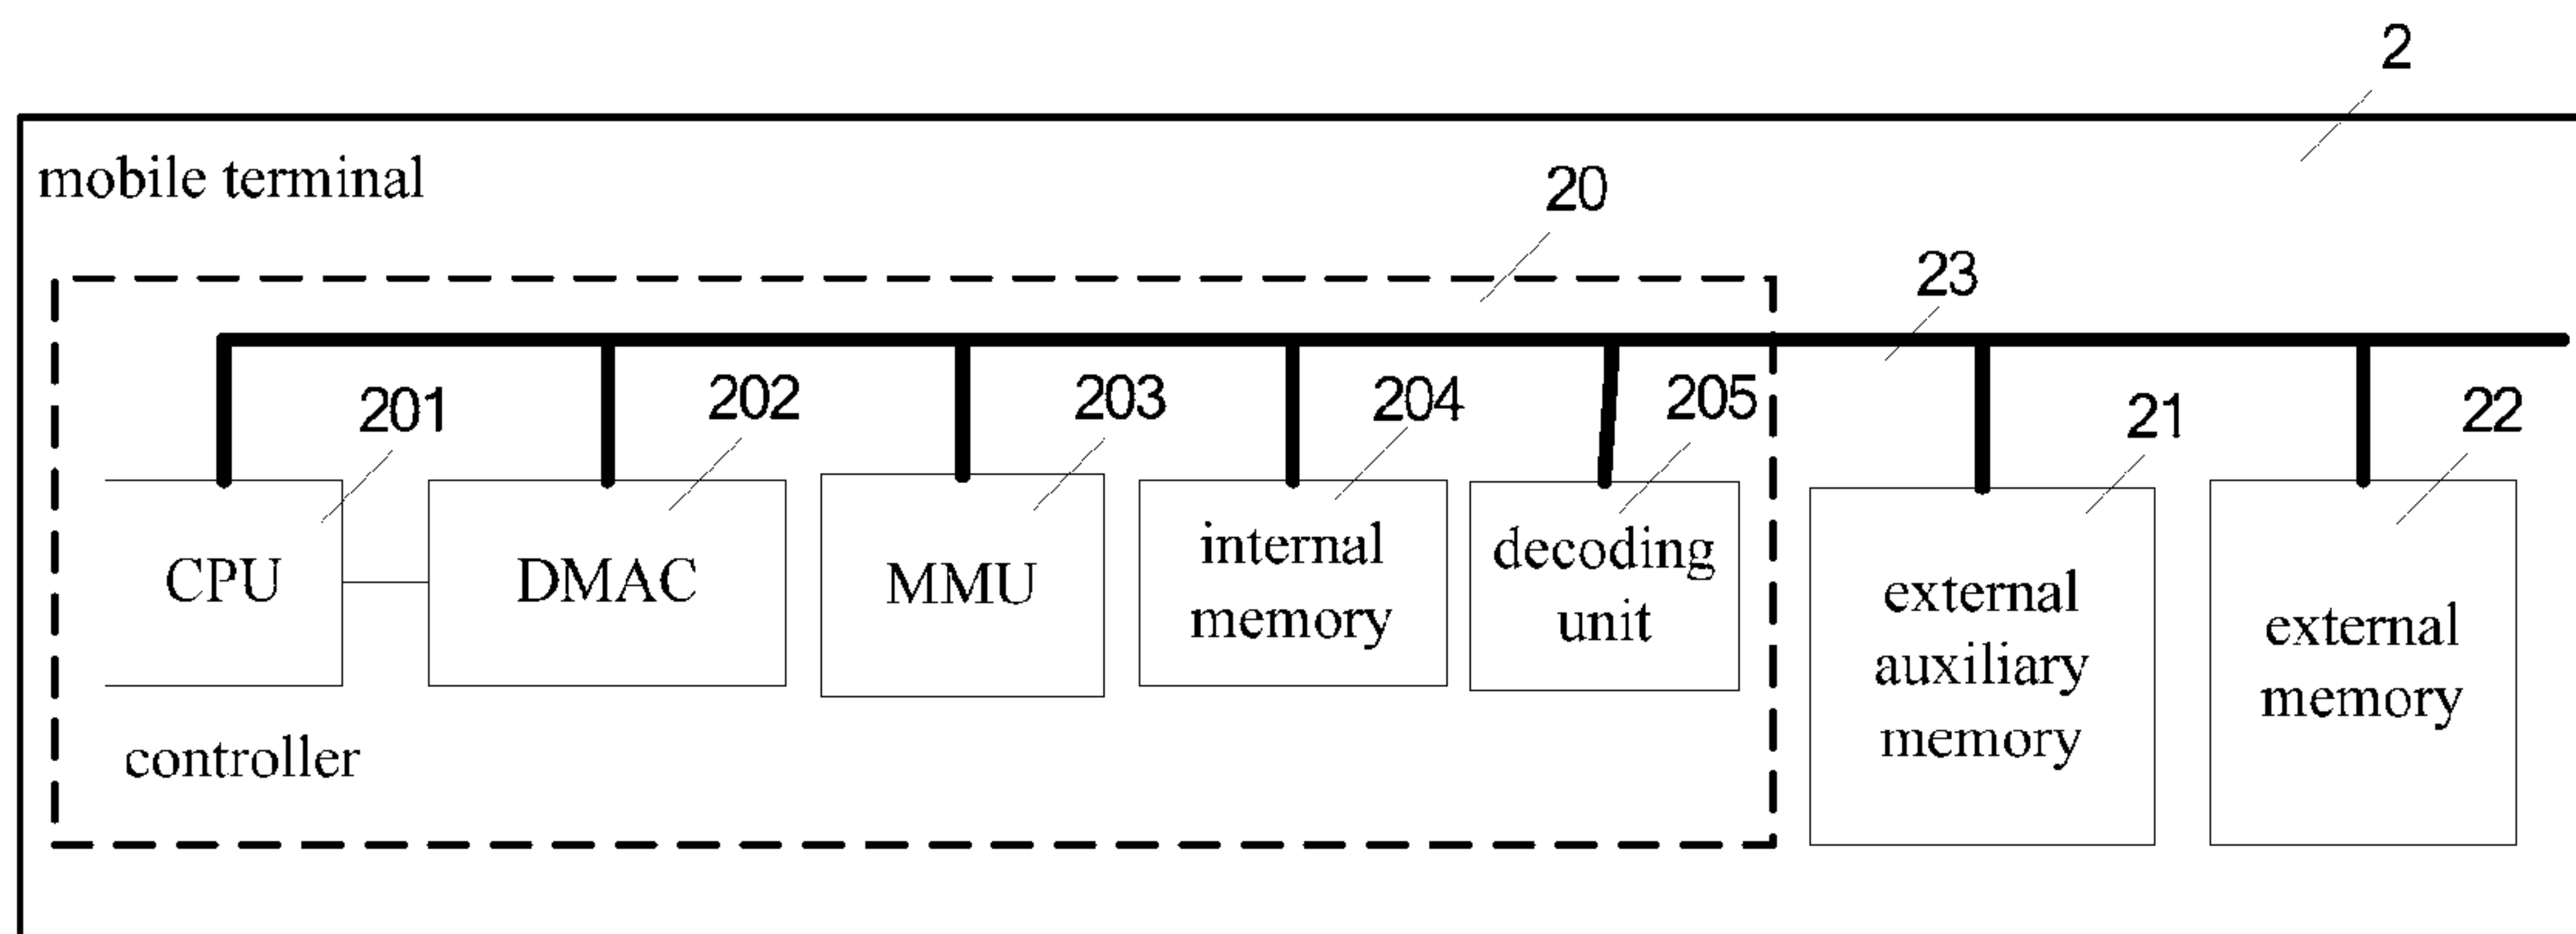 2
mobile terminal
20
23
201
202
203
204
205
21
22
CPU
DMAC
MMU
internal
memory
decoding
unit
external
auxiliary
memory
external
memory
controller